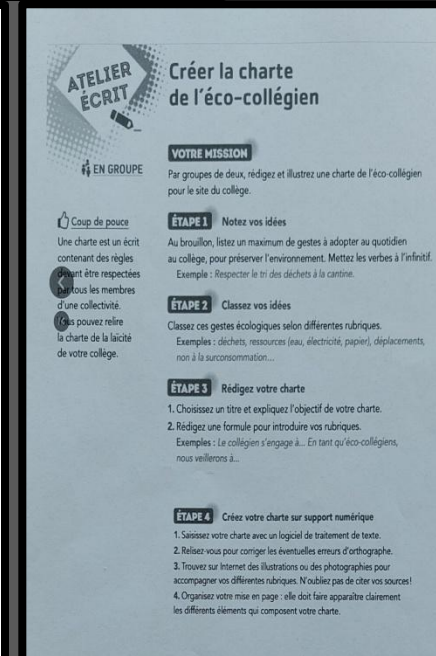 ATELIER
ÉCRIT
Créer la charte
de l'éco-collégien
EN GROUPE
VOTRE MISSION
Par groupes de deux, rédigez et illustrez une charte de l'éco-collégien
pour le site du collège.
Coup de pouce
Une charte est un écrit
contenant des règles
devant être respectées
par tous les membres
d'une collectivité.
Vous pouvez relire
la charte de la laïcité
de votre collège.
ÉTAPE 1 Notez vos idées
Au brouillon, listez un maximum de gestes à adopter au quotidien
au collège, pour préserver l'environnement. Mettez les verbes à l'infinitif.
Exemple : Respecter le tri des déchets à la cantine.
ÉTAPE 2 Classez vos idées
Classez ces gestes écologiques selon différentes rubriques.
Exemples : déchets, ressources (eau, électricité, papier), déplacements,
non à la surconsommation...
ÉTAPE 3 Rédigez votre charte
1. Choisissez un titre et expliquez l'objectif de votre charte.
2. Rédigez une formule pour introduire vos rubriques.
Exemples : Le collégien s'engage à... En tant qu'éco-collégiens,
nous veillerons à...
ÉTAPE 4 Créez votre charte sur support numérique
1. Saisissez votre charte avec un logiciel de traitement de texte.
2. Relisez-vous pour corriger les éventuelles erreurs d'orthographe.
3. Trouvez sur Internet des illustrations ou des photographies pour
accompagner vos différentes rubriques. N'oubliez pas de citer vos sources!
4. Organisez votre mise en page : elle doit faire apparaître clairement
les différents éléments qui composent votre charte.